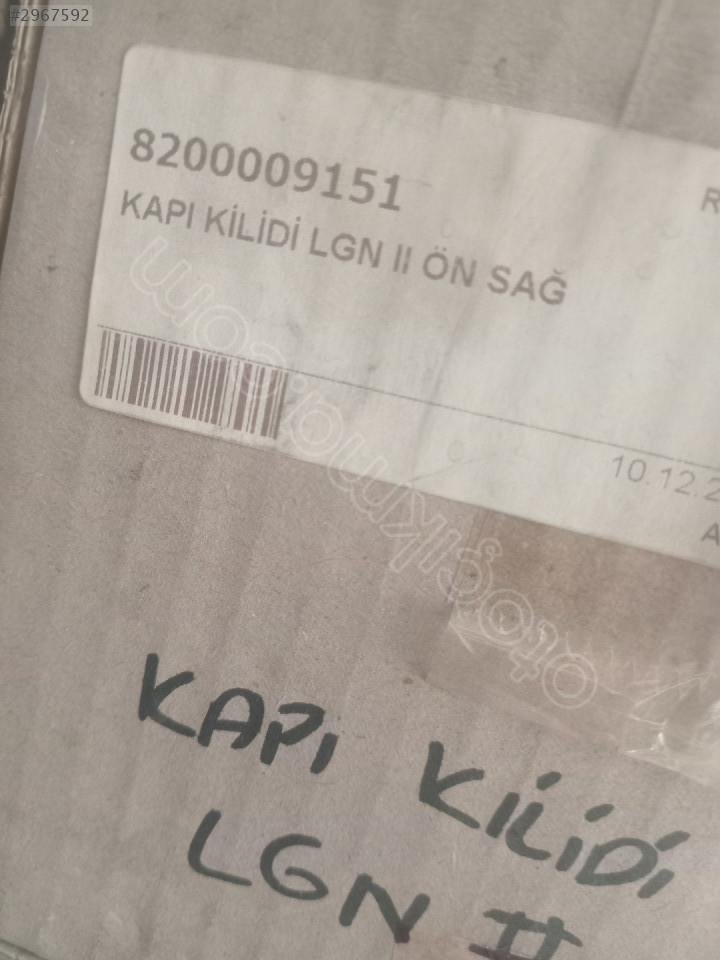 #2967592
8200009151
R
KAPI KİLİDİ LGN II ÖN SAĞ
10.12.2
A
otogikmd.com
KAPI KİLİDİ
LGN II